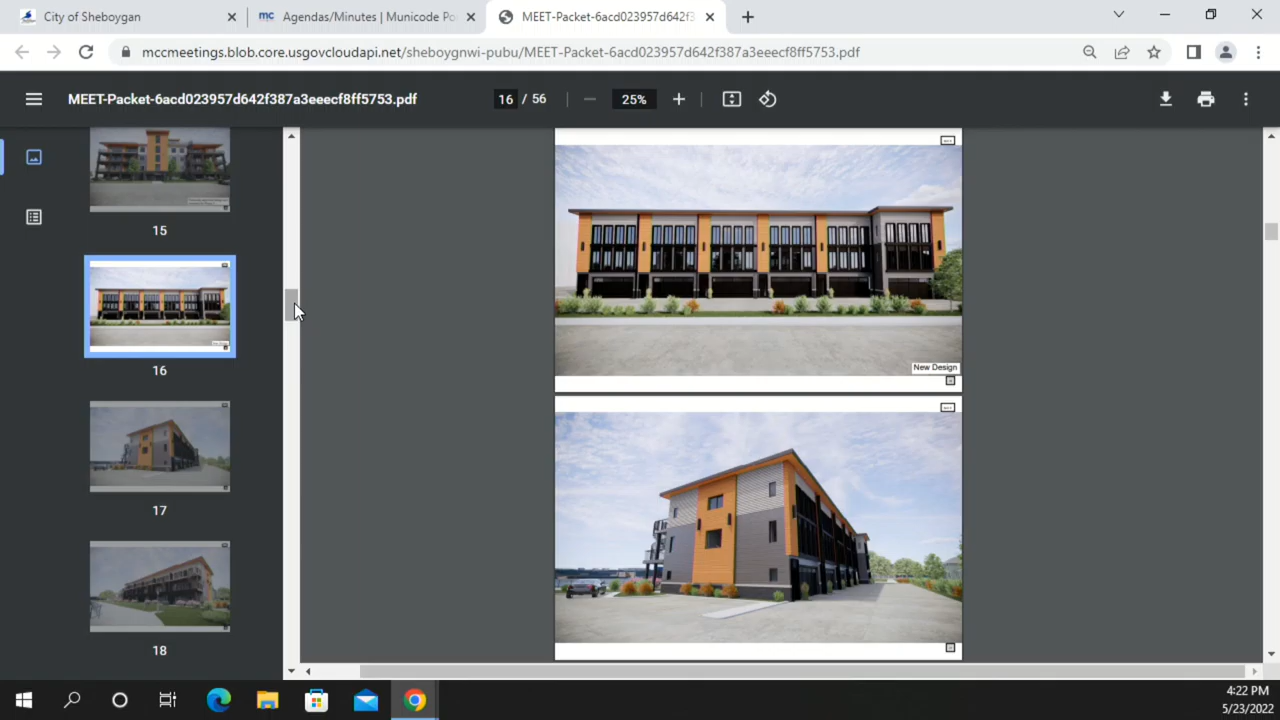 City of Sheboygan
mc Agendas/Minutes | Municode Po
MEET-Packet-6acd023957d642f3
mccmeetings.blob.core.usgovcloudapi.net/sheboygnwi-pubu/MEET-Packet-6acd023957d642f387a3eeecf8ff5753.pdf
MEET-Packet-6acd023957d642f387a3eeecf8ff5753.pdf
16 / 56
25%
15
16
17
18
New Design
4:22 PM
5/23/2022